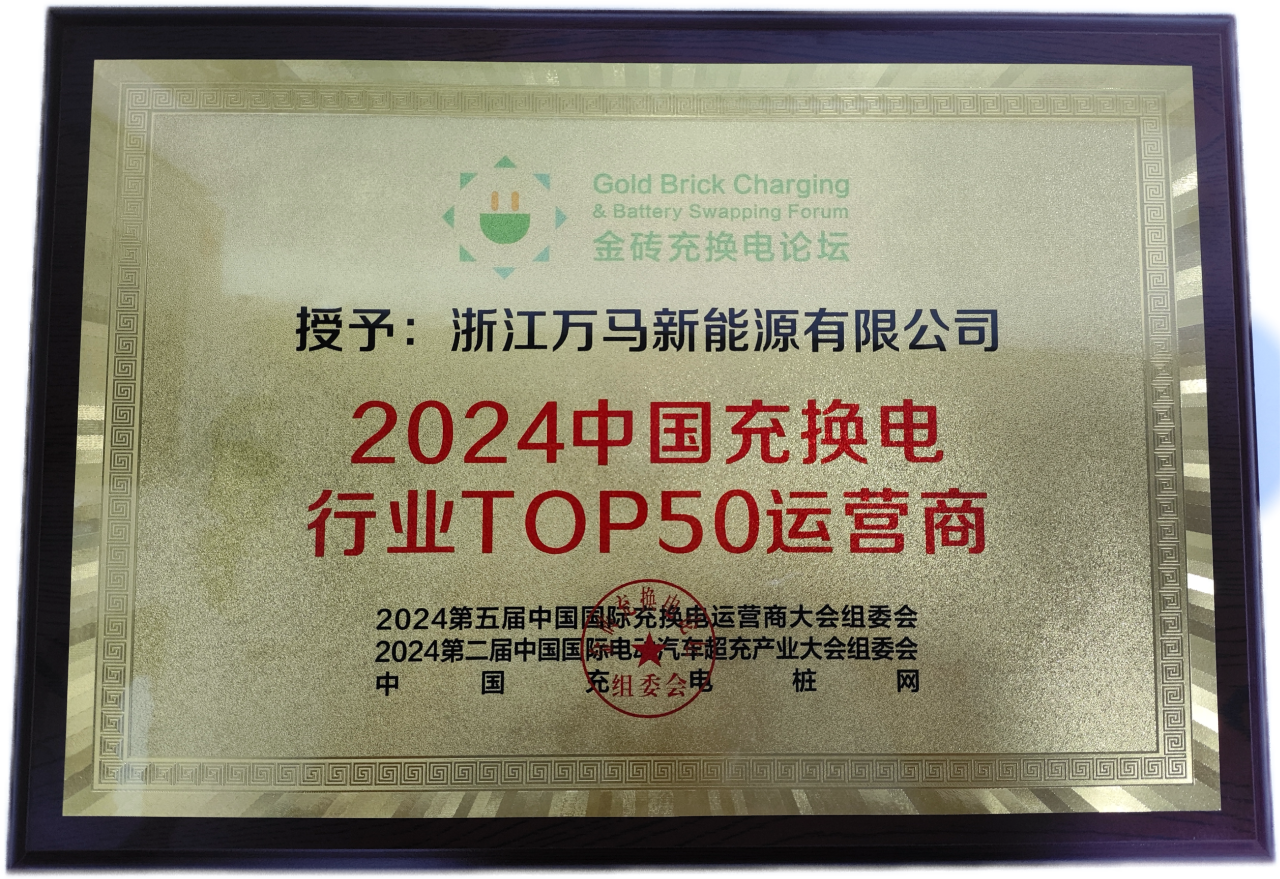 Gold Brick Charging
& Battery Swapping Forum
金砖充换电论坛
授予：浙江万马新能源有限公司
2024中国充换电
行业TOP50运营商
2024第五届中国国际充换电运营商大会组委会
2024第二届中国国际电动汽车超充产业大会组委会
中国充电桩网
组委会